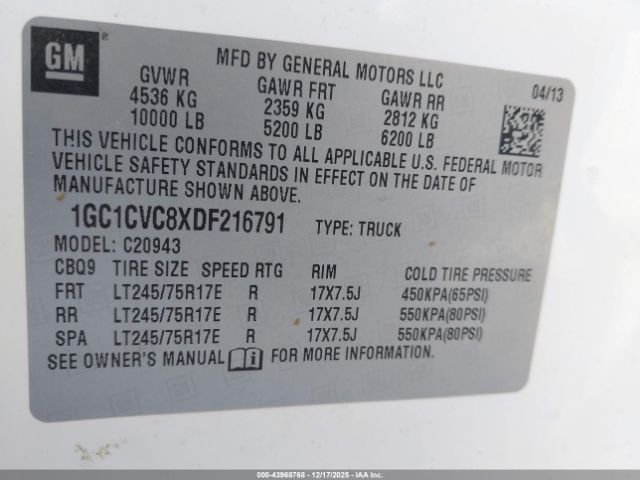 GM
MFD BY GENERAL MOTORS LLC
04/13
GVWR GAWR FRT GAWR RR
4536 KG 2359 KG 2812 KG
10000 LB 5200 LB 6200 LB
THIS VEHICLE CONFORMS TO ALL APPLICABLE U.S. FEDERAL MOTOR
VEHICLE SAFETY STANDARDS IN EFFECT ON THE DATE OF
MANUFACTURE SHOWN ABOVE.
1GC1CVC8XDF216791 TYPE: TRUCK
MODEL: C20943
CBQ9 TIRE SIZE SPEED RTG RIM COLD TIRE PRESSURE
FRT LT245/75R17E R 17X7.5J 450KPA(65PSI)
RR LT245/75R17E R 17X7.5J 550KPA(80PSI)
SPA LT245/75R17E R 17X7.5J 550KPA(80PSI)
SEE OWNER'S MANUAL FOR MORE INFORMATION.
000-43968768 - 12/17/2025 - IAAI.CA